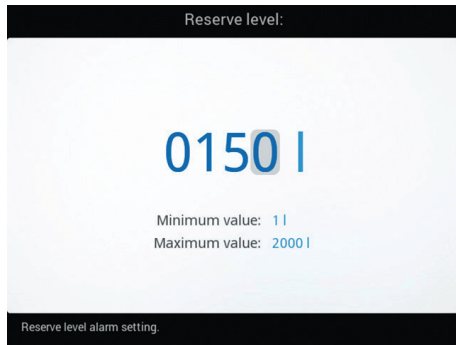 Reserve level:
0150 l
Minimum value: 1 l
Maximum value: 2000 l
Reserve level alarm setting.